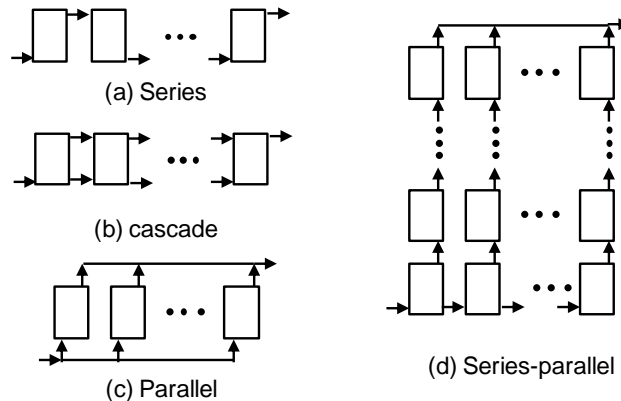 (a) Series
(b) cascade
(c) Parallel
(d) Series-parallel